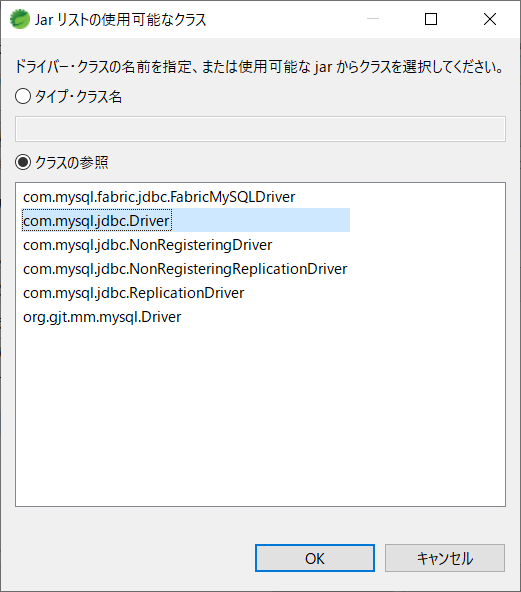 Jar リストの使用可能なクラス
ドライバー・クラスの名前を指定、または使用可能な jar からクラスを選択してください。
タイプ・クラス名
クラスの参照
com.mysql.fabric.jdbc.FabricMySQLDriver
com.mysql.jdbc.Driver
com.mysql.jdbc.NonRegisteringDriver
com.mysql.jdbc.NonRegisteringReplicationDriver
com.mysql.jdbc.ReplicationDriver
org.gjt.mm.mysql.Driver
OK
キャンセル